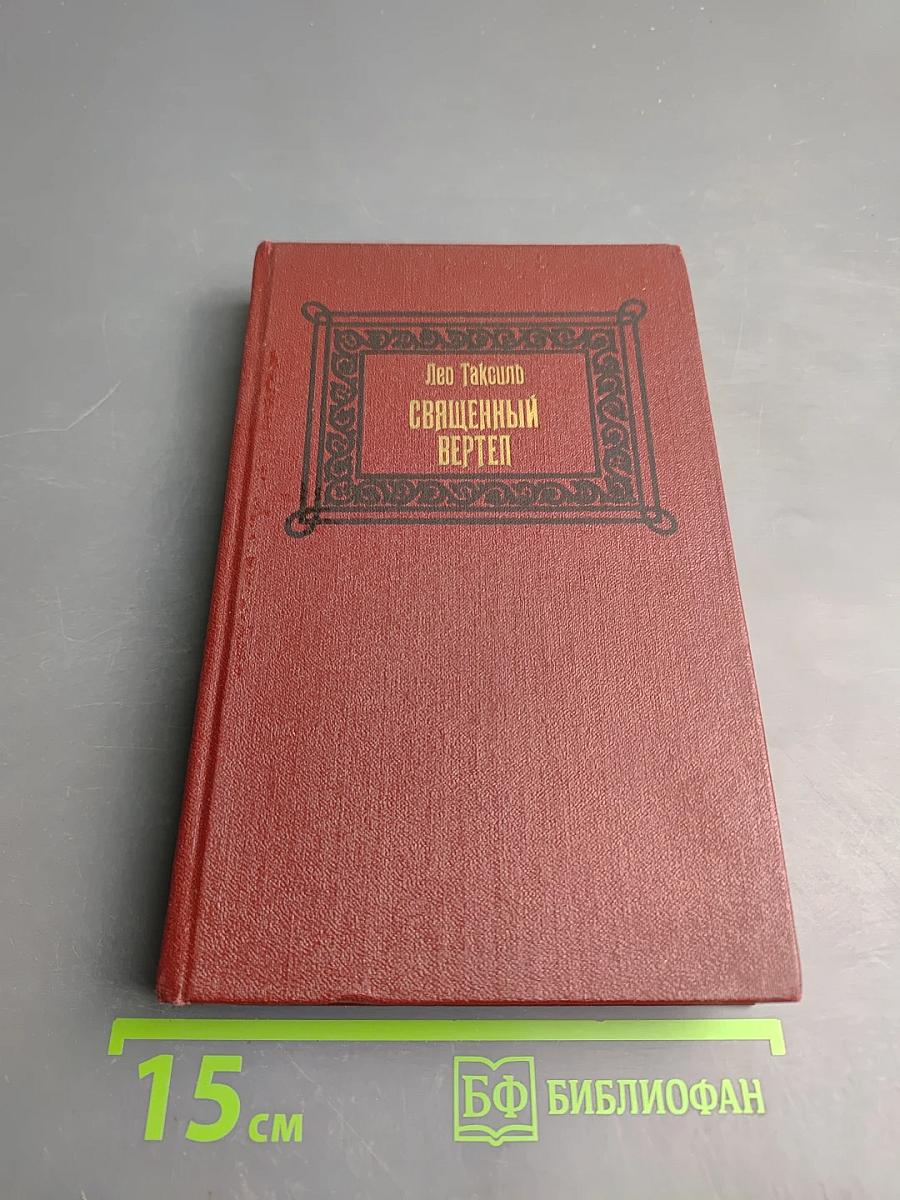 Лео Таксиль
СВЯЩЕННЫЙ
ВЕРТЕП
15 см
БФ БИБЛИОФАН